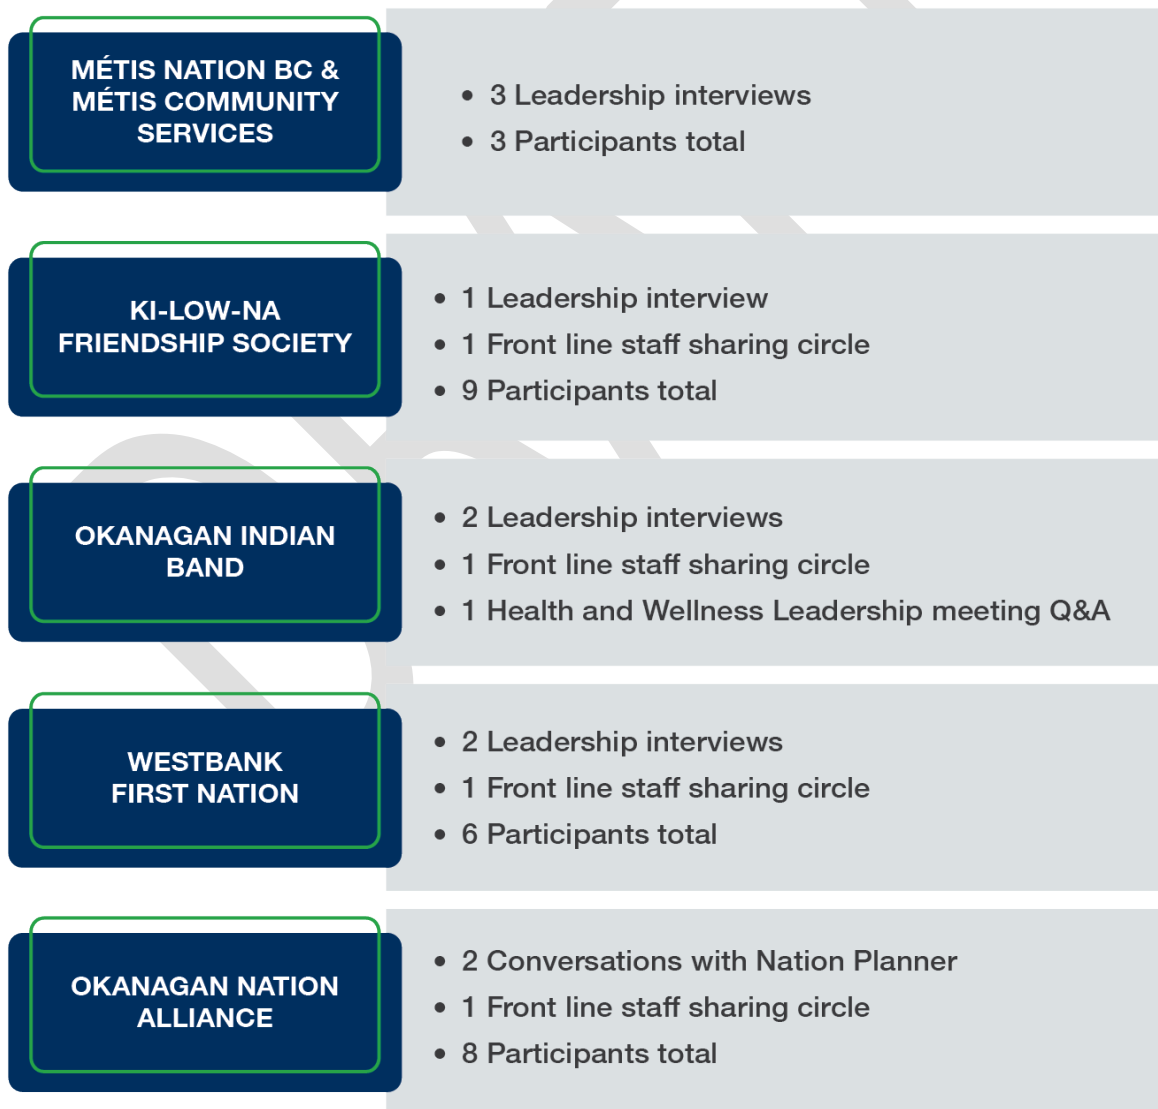 MÉTIS NATION BC &
MÉTIS COMMUNITY
SERVICES
• 3 Leadership interviews
• 3 Participants total
KI-LOW-NA
FRIENDSHIP SOCIETY
• 1 Leadership interview
• 1 Front line staff sharing circle
• 9 Participants total
OKANAGAN INDIAN
BAND
• 2 Leadership interviews
• 1 Front line staff sharing circle
• 1 Health and Wellness Leadership meeting Q&A
WESTBANK
FIRST NATION
• 2 Leadership interviews
• 1 Front line staff sharing circle
• 6 Participants total
OKANAGAN NATION
ALLIANCE
• 2 Conversations with Nation Planner
• 1 Front line staff sharing circle
• 8 Participants total